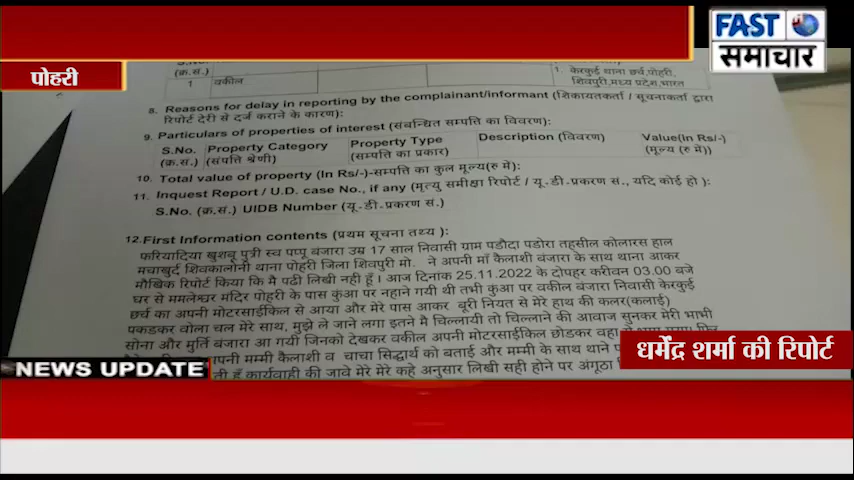 FAST
समाचार
पोहरी
S.No.
(क्र.सं.)
1 वकील
1. केरकुई थाना छर्च,पोहरी,
शिवपुरी,मध्य प्रदेश,भारत
8. Reasons for delay in reporting by the complainant/informant (शिकायतकर्ता / सूचनाकर्ता द्वारा
रिपोर्ट देरी से दर्ज कराने के कारण):
9. Particulars of properties of interest (संबन्धित सम्पत्ति का विवरण):
S.No. Property Category Property Type Description (विवरण) Value(In Rs/-)
(क्र.सं.) (संपत्ति श्रेणी) (सम्पत्ति का प्रकार) (मूल्य (रु में))
10. Total value of property (In Rs/-)-सम्पत्ति का कुल मूल्य(रु में):
11. Inquest Report / U.D. case No., if any (मृत्यु समीक्षा रिपोर्ट / यू-डी-प्रकरण स., यदि कोई हो ):
S.No. (क्र.सं.) UIDB Number (यू-डी-प्रकरण सं.)
12. First Information contents (प्रथम सूचना तथ्य ):
फरियादिया खुशबू पुत्री स्व पप्पू बंजारा उम्र 17 साल निवासी ग्राम पडौदा पडोरा तहसील कोलारस हाल
मचाखुर्द शिवकालोनी थाना पोहरी जिला शिवपुरी मो. ने अपनी माँ कैलाशी बंजारा के साथ थाना आकर
मौखिक रिपोर्ट किया कि मै पढी लिखी नही हूँ । आज दिनांक 25.11.2022 के दोपहर करीवन 03.00 बजे
घर से ममलेश्वर मदिर पोहरी के पास कुंआ पर नहाने गयी थी तभी कुंआ पर वकील बंजारा निवासी केरकुई
छर्च का अपनी मोटरसाईकिल से आया और मेरे पास आकर बूरी नियत से मेरे हाथ की कलर(कलाई)
पकडकर वोला चल मेरे साथ, मुझे ले जाने लगा इतने मै चिल्लायी तो चिल्लाने की आवाज सुनकर मेरी भाभी
सोना और मुर्ति बंजारा आ गयी जिनको देखकर वकील अपनी मोटरसाईकिल छोडकर वहा से
अपनी मम्मी कैलाशी व चाचा सिद्धार्थ को बताई और मम्मी के साथ थाने
हूँ कार्यवाही की जावे मेरे मेरे कहे अनुसार लिखी सही होने पर अंगूठा
धर्मेंद्र शर्मा की रिपोर्ट
NEWS UPDATE